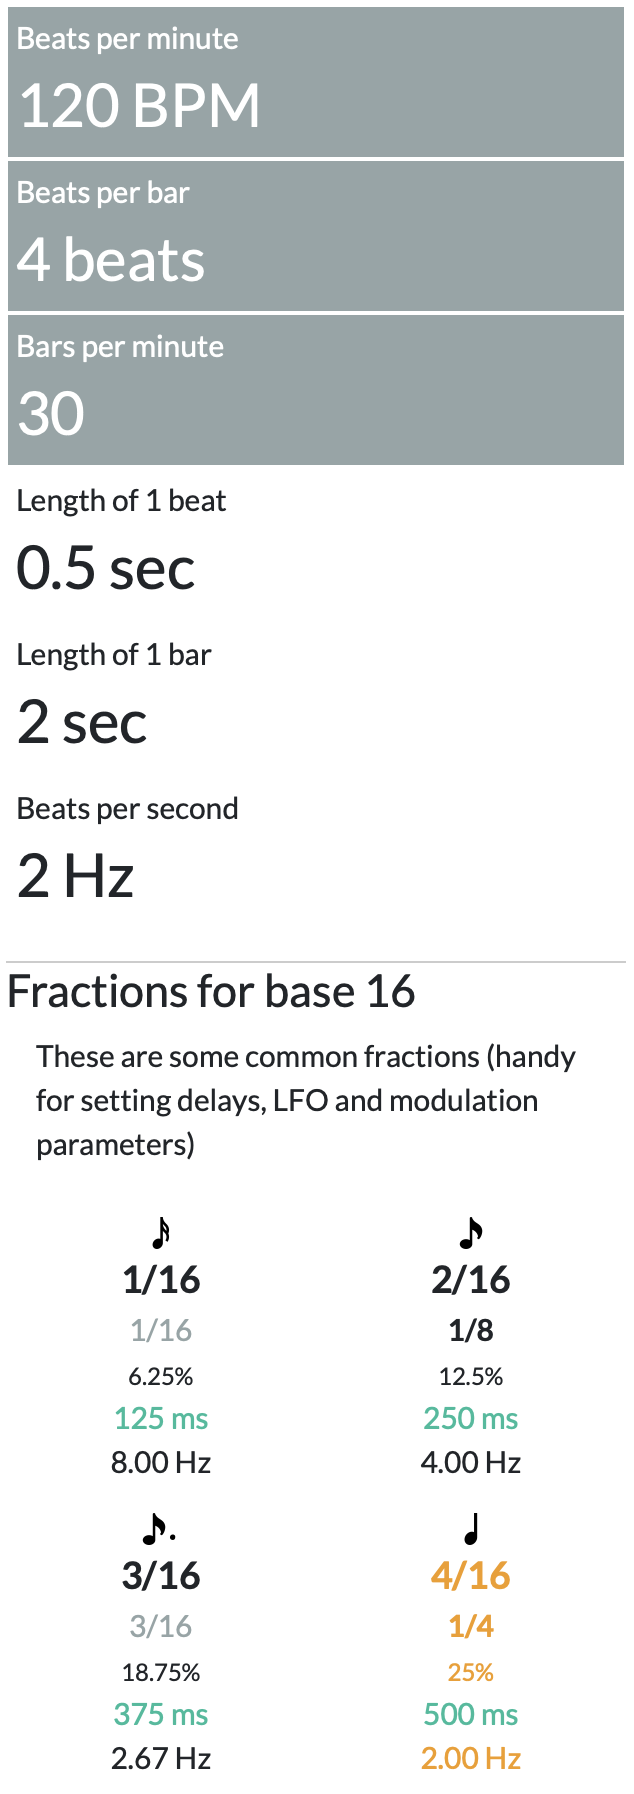 Beats per minute
120 BPM
Beats per bar
4 beats
Bars per minute
30
Length of 1 beat
0.5 sec
Length of 1 bar
2 sec
Beats per second
2 Hz
Fractions for base 16
These are some common fractions (handy
for setting delays, LFO and modulation
parameters)
1/16
1/16
6.25%
125 ms
8.00 Hz
2/16
1/8
12.5%
250 ms
4.00 Hz
3/16
3/16
18.75%
375 ms
2.67 Hz
4/16
1/4
25%
500 ms
2.00 Hz